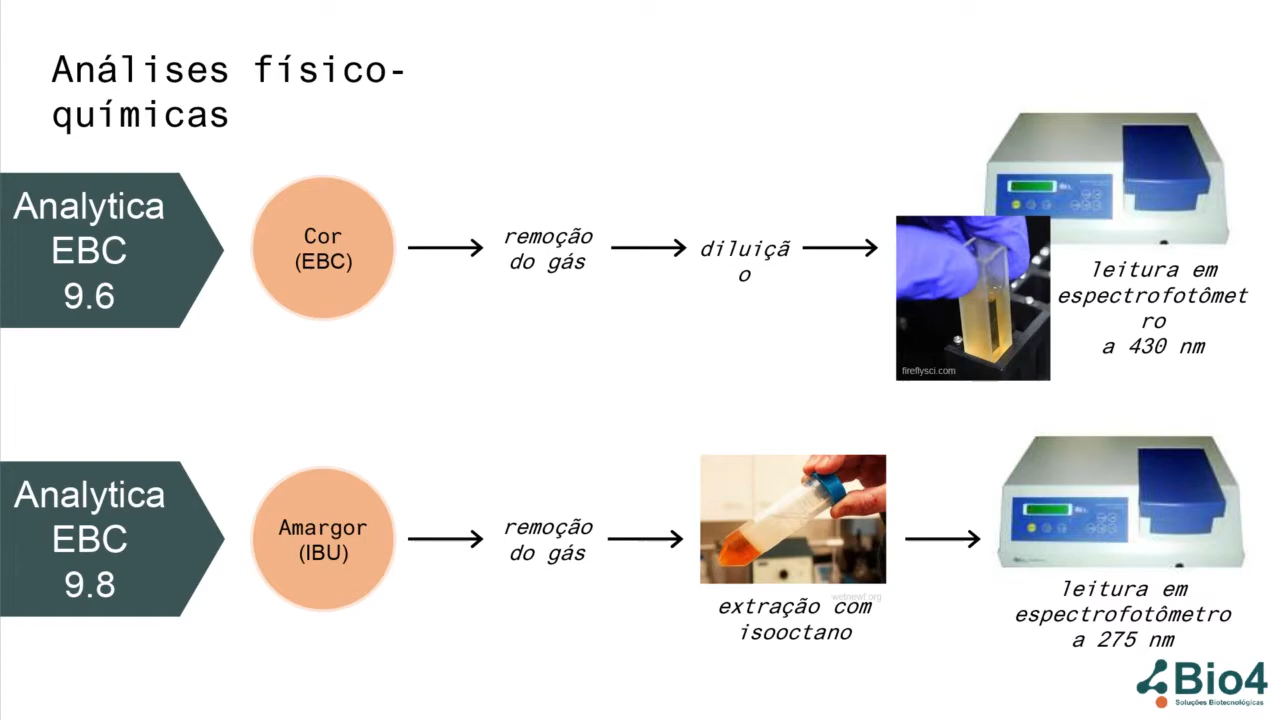 Análises físico-
químicas
Analytica
EBC
9.6
Cor
(EBC)
remoção
do gás
diluiçã
o
fireflysci.com
leitura em
espectrofotômet
ro
a 430 nm
Analytica
EBC
9.8
Amargor
(IBU)
remoção
do gás
wetnewf.org
extração com
isooctano
leitura em
espectrofotômetro
a 275 nm
Bio4
Soluções Biotecnológicas